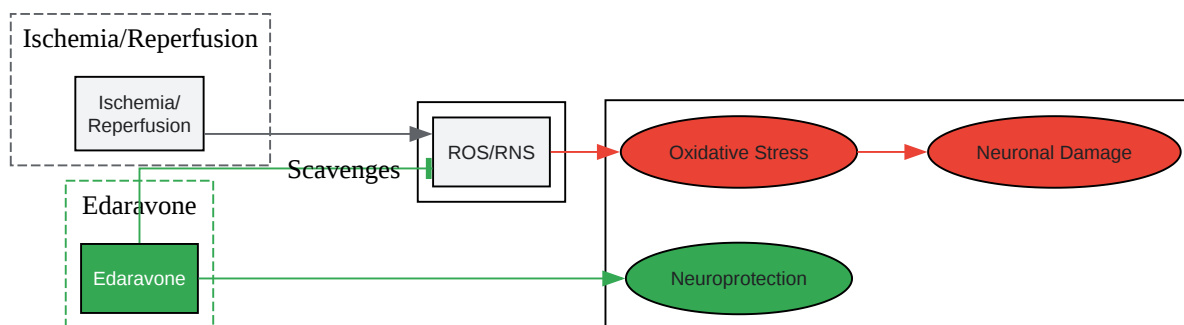 Ischemia/Reperfusion
Ischemia/
Reperfusion
ROS/RNS
Oxidative Stress
Neuronal Damage
Scavenges
Edaravone
Edaravone
Neuroprotection